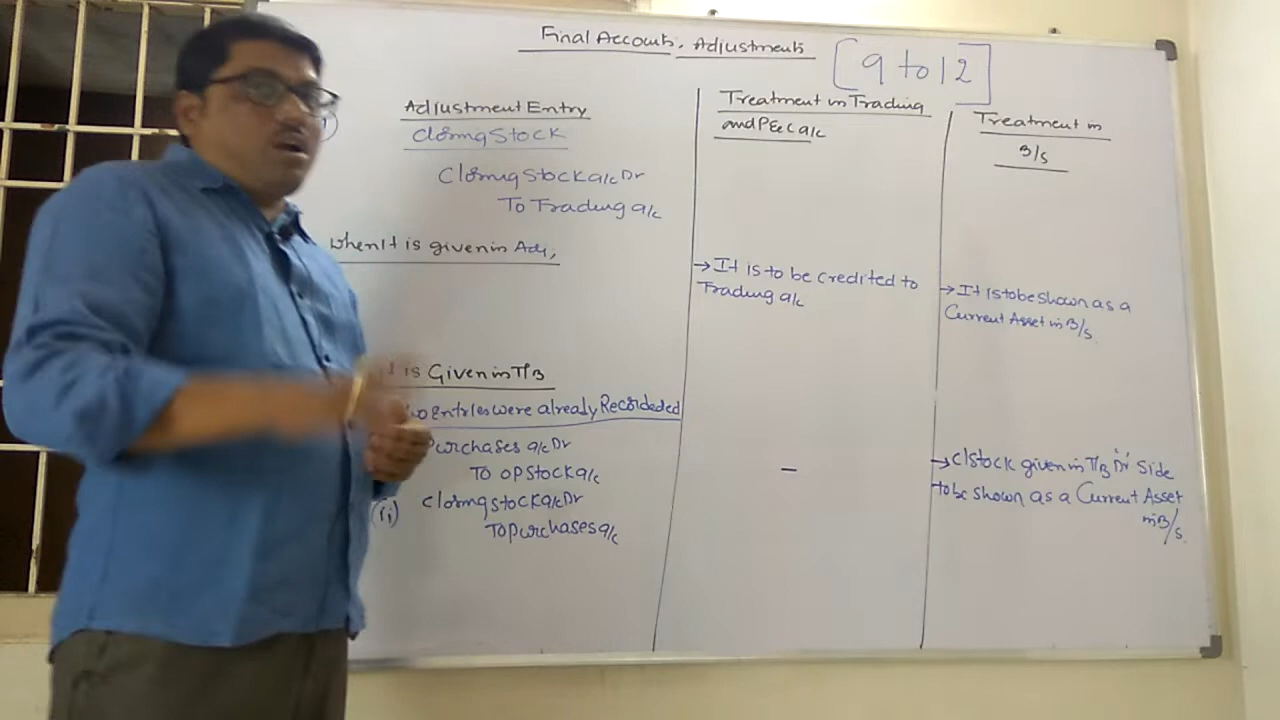 Final Accounts, Adjustments [9 to 12]
Adjustment Entry
Closing Stock
Closing Stock a/c Dr
To Trading a/c
When It is given in Adj,
is Given in T/B
Entries were already Recordeded
Purchases a/c Dr
To op Stock a/c
(ii) Closing Stock a/c Dr
To Purchases a/c
Treatment in Trading
and P&L a/c
→ It is to be credited to
Trading a/c
–
Treatment in
B/S
→ It is to be shown as a
Current Asset in B/S.
→ Cl stock given in T/B "Dr" Side
to be shown as a Current Asset
in B/S.